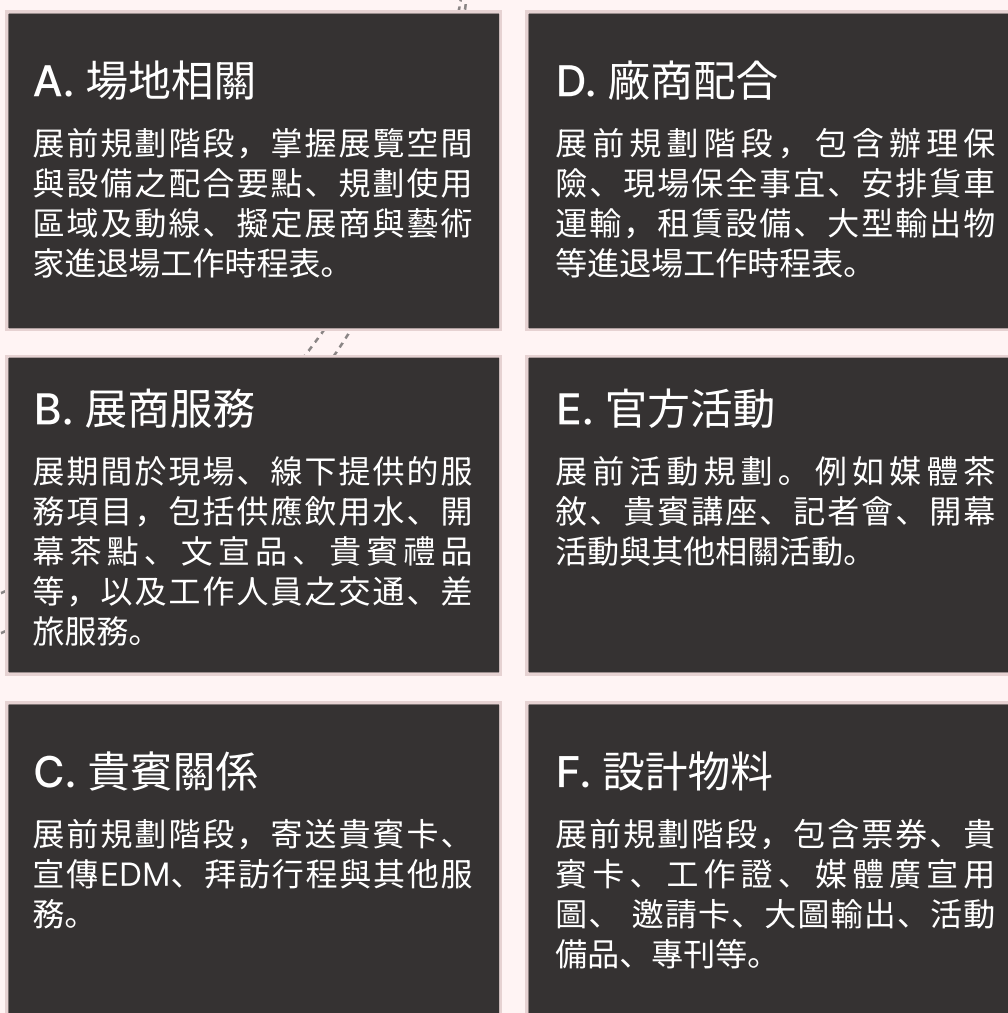 A. 場地相關
展前規劃階段，掌握展覽空間
與設備之配合要點、規劃使用
區域及動線、擬定展商與藝術
家進退場工作時程表。
B. 展商服務
展期間於現場、線下提供的服
務項目，包括供應飲用水、開
幕茶點、文宣品、貴賓禮品
等，以及工作人員之交通、差
旅服務。
C. 貴賓關係
展前規劃階段，寄送貴賓卡、
宣傳EDM、拜訪行程與其他服
務。
D. 廠商配合
展前規劃階段，包含辦理保
險、現場保全事宜、安排貨車
運輸，租賃設備、大型輸出物
等進退場工作時程表。
E. 官方活動
展前活動規劃。例如媒體茶
敘、貴賓講座、記者會、開幕
活動與其他相關活動。
F. 設計物料
展前規劃階段，包含票券、貴
賓卡、工作證、媒體廣宣用
圖、 邀請卡、大圖輸出、活動
備品、專刊等。